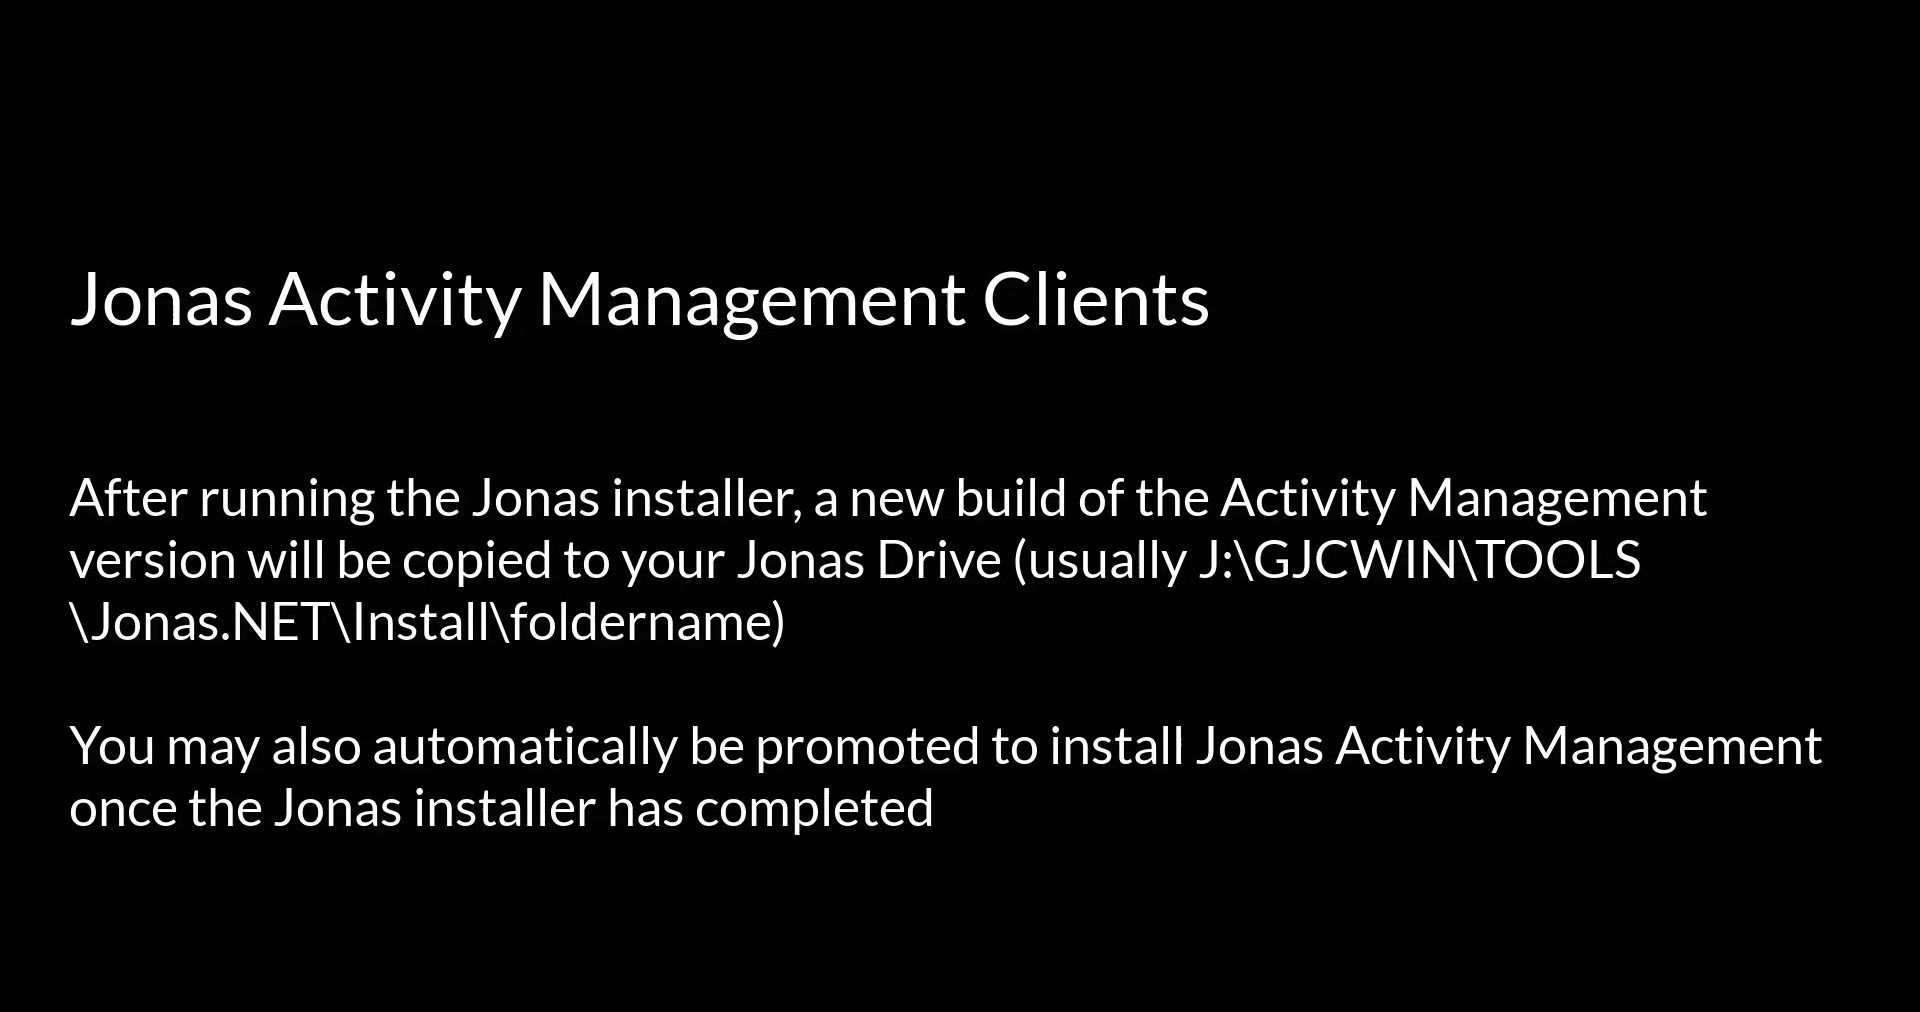 Jonas Activity Management Clients
After running the Jonas installer, a new build of the Activity Management
version will be copied to your Jonas Drive (usually J:\GJCWIN\TOOLS
\Jonas.NET\Install\foldername)
You may also automatically be promoted to install Jonas Activity Management
once the Jonas installer has completed